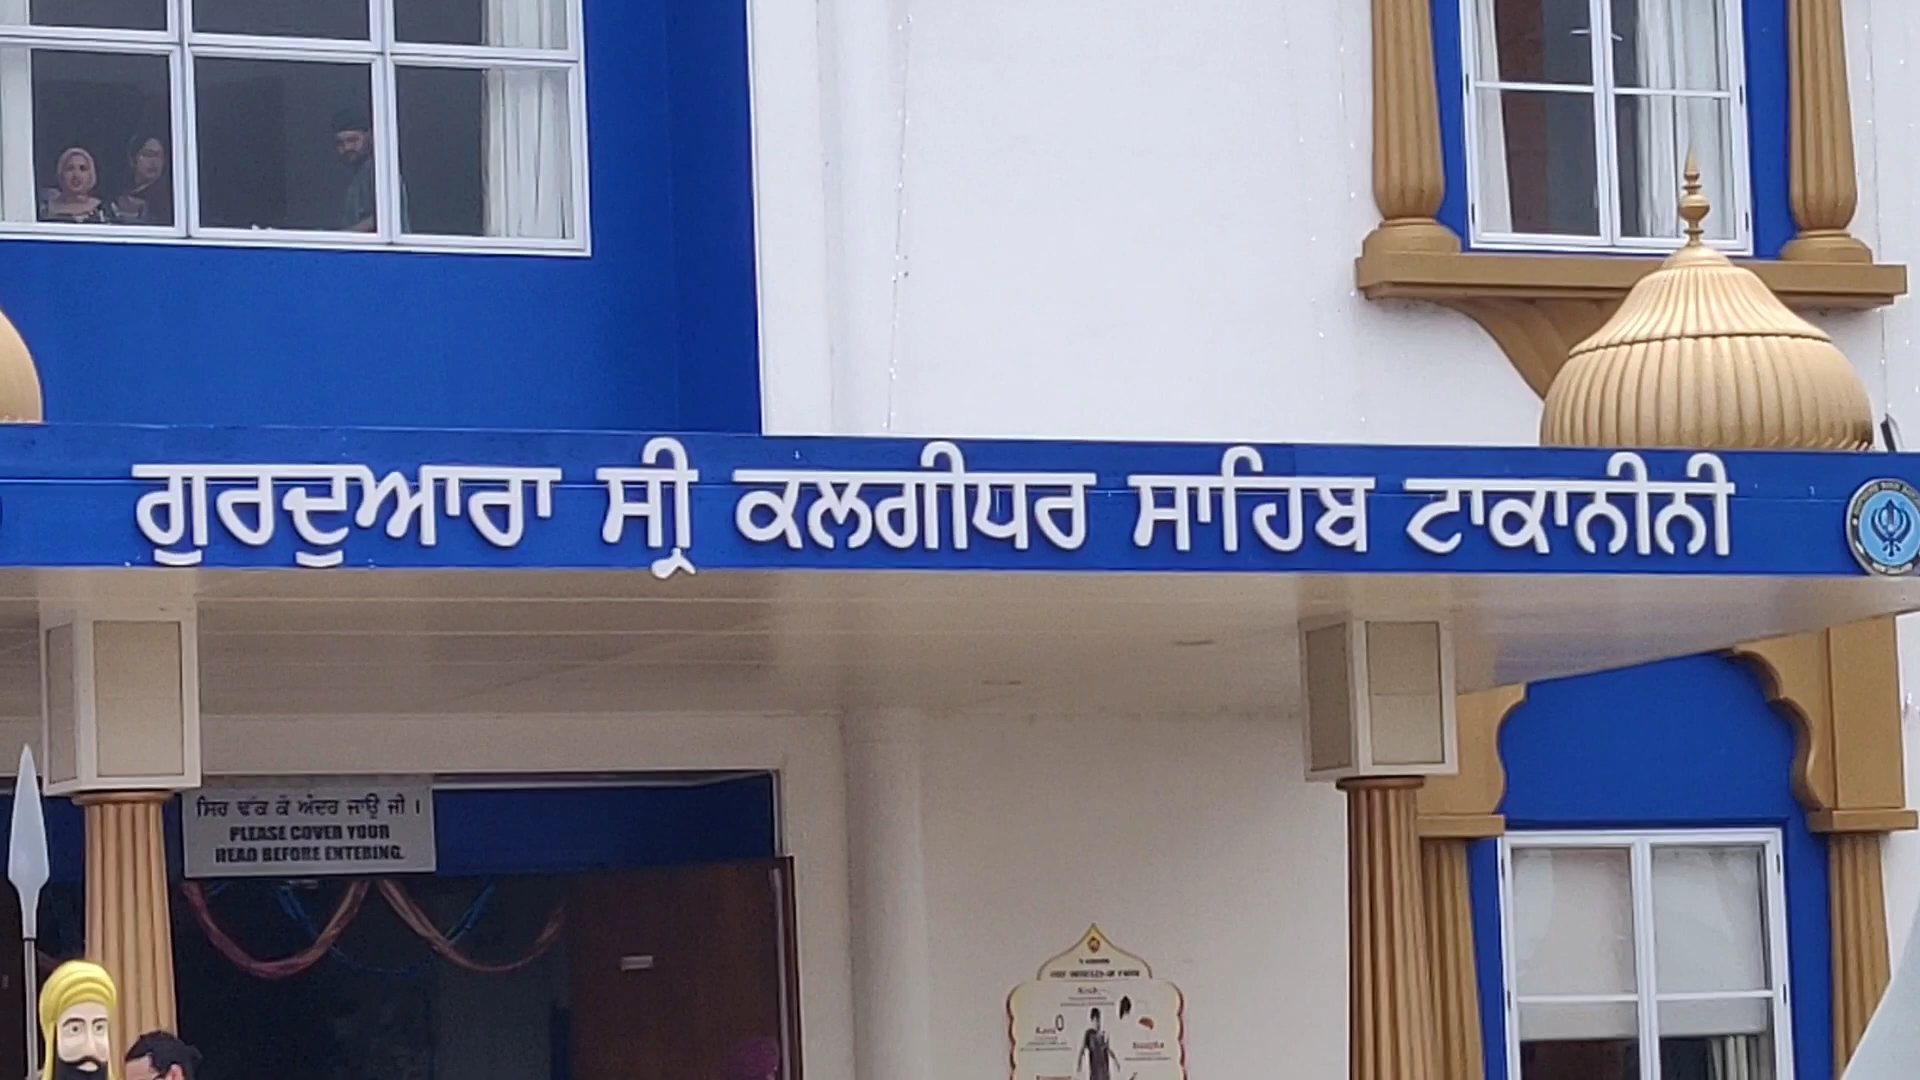 ਗੁਰਦੁਆਰਾ ਸ੍ਰੀ ਕਲਗੀਧਰ ਸਾਹਿਬ ਟਾਕਾਨੀਨੀ
ਸਿਰ ਢੱਕ ਕੇ ਅੰਦਰ ਜਾਓ ਜੀ ।
PLEASE COVER YOUR
HEAD BEFORE ENTERING.